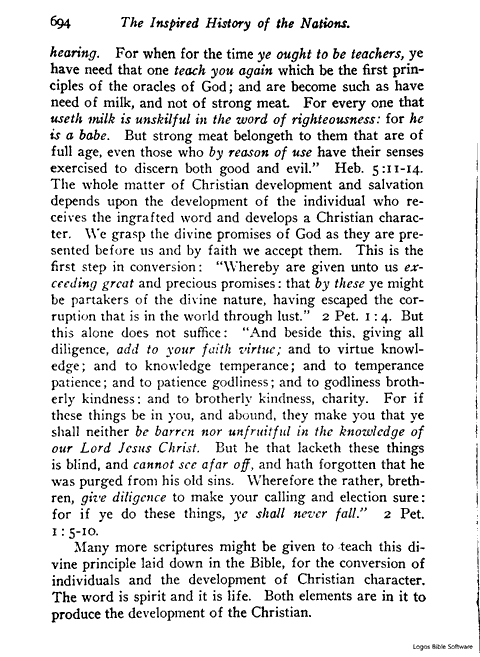 694 The Inspired History of the Nations.
hearing. For when for the time ye ought to be teachers, ye
have need that one teach you again which be the first prin-
ciples of the oracles of God; and are become such as have
need of milk, and not of strong meat. For every one that
useth milk is unskilful in the word of righteousness: for he
is a babe. But strong meat belongeth to them that are of
full age, even those who by reason of use have their senses
exercised to discern both good and evil." Heb. 5:11-14.
The whole matter of Christian development and salvation
depends upon the development of the individual who re-
ceives the ingrafted word and develops a Christian charac-
ter. We grasp the divine promises of God as they are pre-
sented before us and by faith we accept them. This is the
first step in conversion: "Whereby are given unto us ex-
ceeding great and precious promises: that by these ye might
be partakers of the divine nature, having escaped the cor-
ruption that is in the world through lust." 2 Pet. 1:4. But
this alone does not suffice: "And beside this, giving all
diligence, add to your faith virtue; and to virtue knowl-
edge; and to knowledge temperance; and to temperance
patience; and to patience godliness; and to godliness broth-
erly kindness: and to brotherly kindness, charity. For if
these things be in you, and abound, they make you that ye
shall neither be barren nor unfruitful in the knowledge of
our Lord Jesus Christ. But he that lacketh these things
is blind, and cannot see afar off, and hath forgotten that he
was purged from his old sins. Wherefore the rather, breth-
ren, give diligence to make your calling and election sure:
for if ye do these things, ye shall never fall." 2 Pet.
1:5-10.
Many more scriptures might be given to teach this di-
vine principle laid down in the Bible, for the conversion of
individuals and the development of Christian character.
The word is spirit and it is life. Both elements are in it to
produce the development of the Christian.
Logos Bible Software